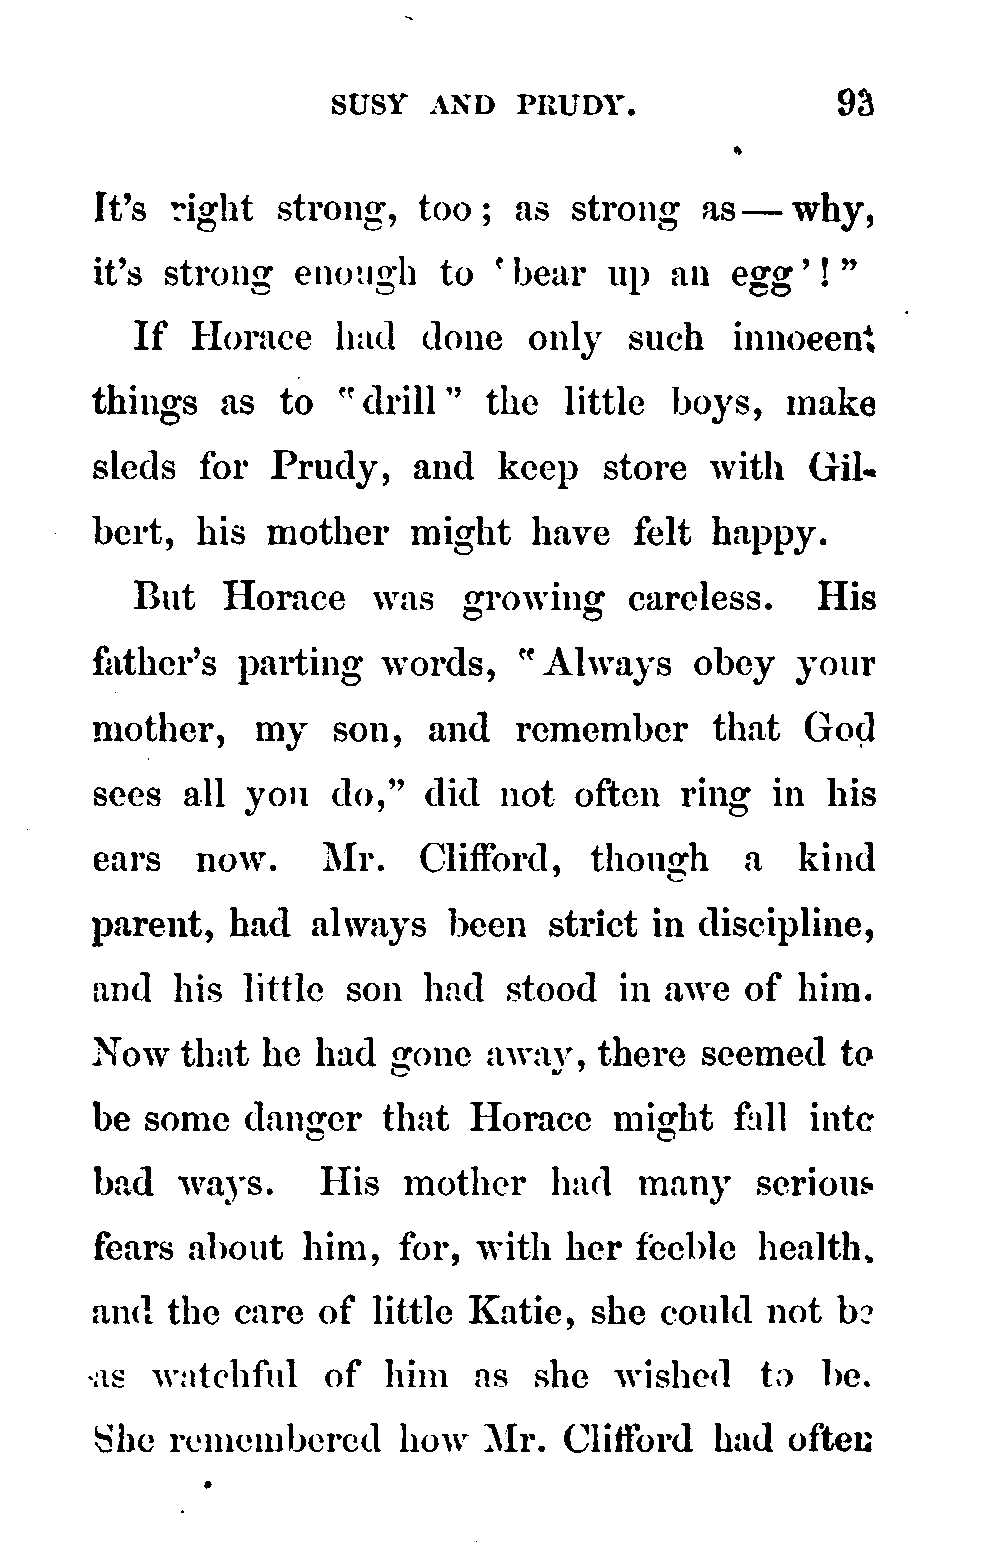 SUSY AND PRUDY. 93
It's right strong, too; as strong as — why,
it's strong enough to 'bear up an egg'!"
If Horace had done only such innocent
things as to "drill" the little boys, make
sleds for Prudy, and keep store with Gil-
bert, his mother might have felt happy.
But Horace was growing careless. His
father's parting words, "Always obey your
mother, my son, and remember that God
sees all you do," did not often ring in his
ears now. Mr. Clifford, though a kind
parent, had always been strict in discipline,
and his little son had stood in awe of him.
Now that he had gone away, there seemed to
be some danger that Horace might fall into
bad ways. His mother had many serious
fears about him, for, with her feeble health,
and the care of little Katie, she could not be
as watchful of him as she wished to be.
She remembered how Mr. Clifford had often